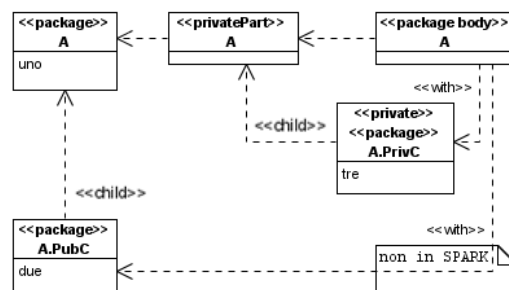 <<package>>
A
uno
<<privatePart>>
A
<<package body>>
A
<<with>>
<<private>>
<<package>>
A.PrivC
tre
<<child>>
<<child>>
<<package>>
A.PubC
due
<<with>>
non in SPARK